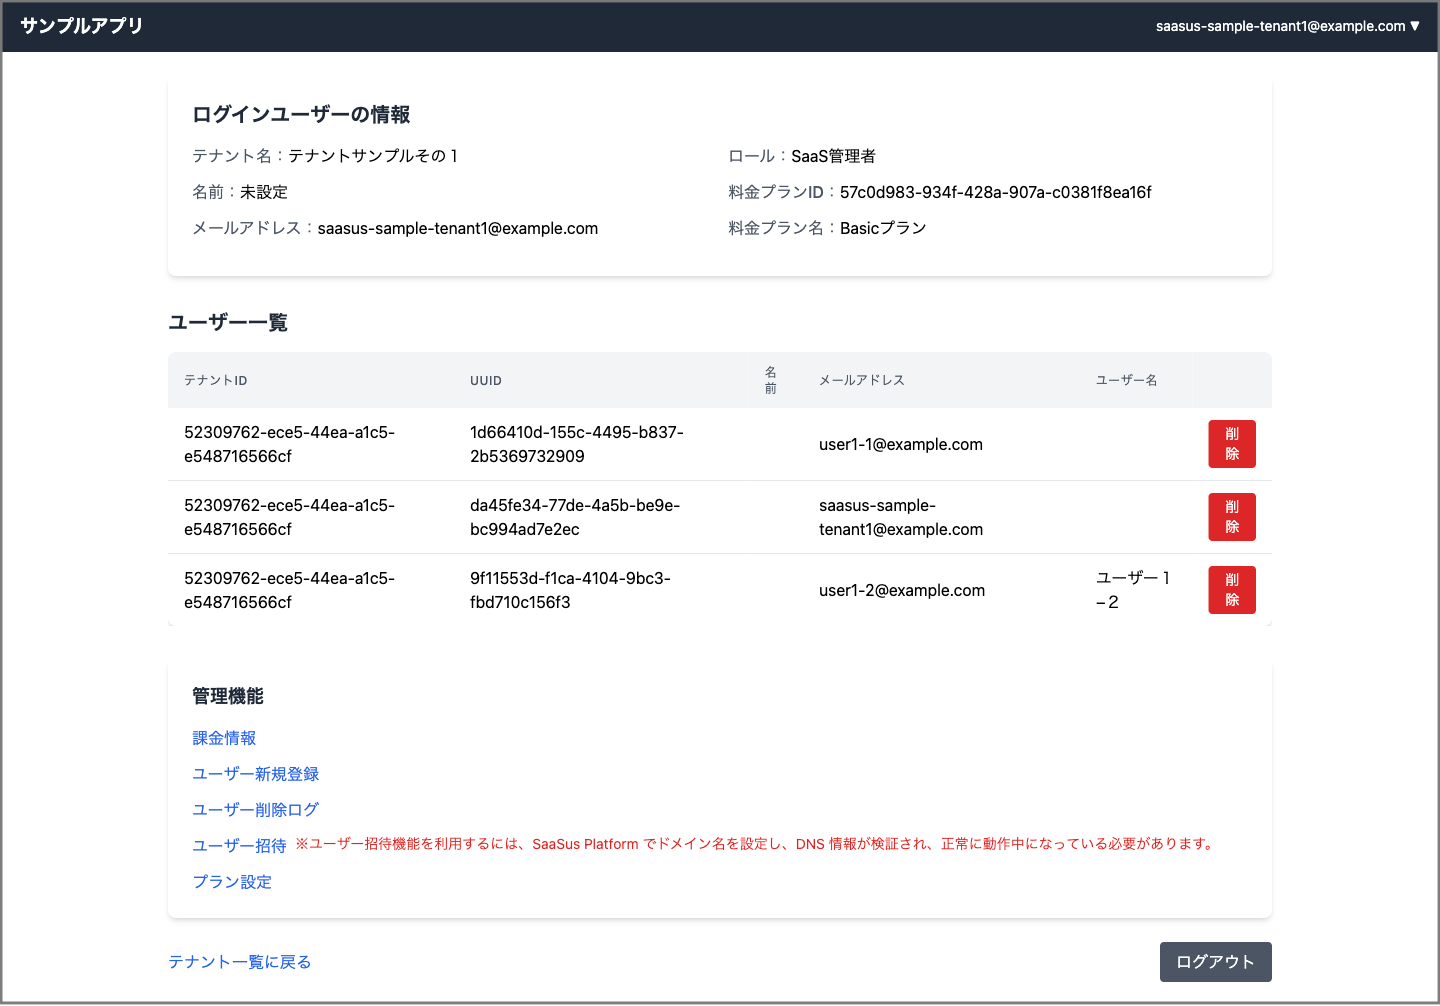 サンプルアプリ
saasus-sample-tenant1@example.com ▼
ログインユーザーの情報
テナント名：テナントサンプルその１
ロール：SaaS管理者
名前：未設定
料金プランID：57c0d983-934f-428a-907a-c0381f8ea16f
メールアドレス：saasus-sample-tenant1@example.com
料金プラン名：Basicプラン
ユーザー一覧
テナントID
UUID
名
前
メールアドレス
ユーザー名
52309762-ece5-44ea-a1c5-
e548716566cf
1d66410d-155c-4495-b837-
2b5369732909
user1-1@example.com
削
除
52309762-ece5-44ea-a1c5-
e548716566cf
da45fe34-77de-4a5b-be9e-
bc994ad7e2ec
saasus-sample-
tenant1@example.com
削
除
52309762-ece5-44ea-a1c5-
e548716566cf
9f11553d-f1ca-4104-9bc3-
fbd710c156f3
user1-2@example.com
ユーザー１
−２
削
除
管理機能
課金情報
ユーザー新規登録
ユーザー削除ログ
ユーザー招待 ※ユーザー招待機能を利用するには、SaaSus Platform でドメイン名を設定し、DNS 情報が検証され、正常に動作中になっている必要があります。
プラン設定
テナント一覧に戻る
ログアウト